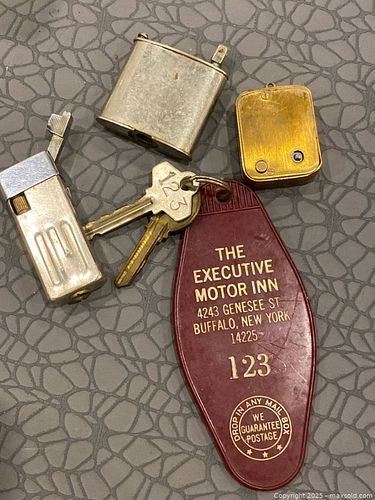 123
THE
EXECUTIVE
MOTOR INN
4243 GENESEE ST
BUFFALO, NEW YORK
14225
123
DROP IN ANY MAIL BOX
WE
GUARANTEE
POSTAGE
Copyright 2025 - maxsold.com